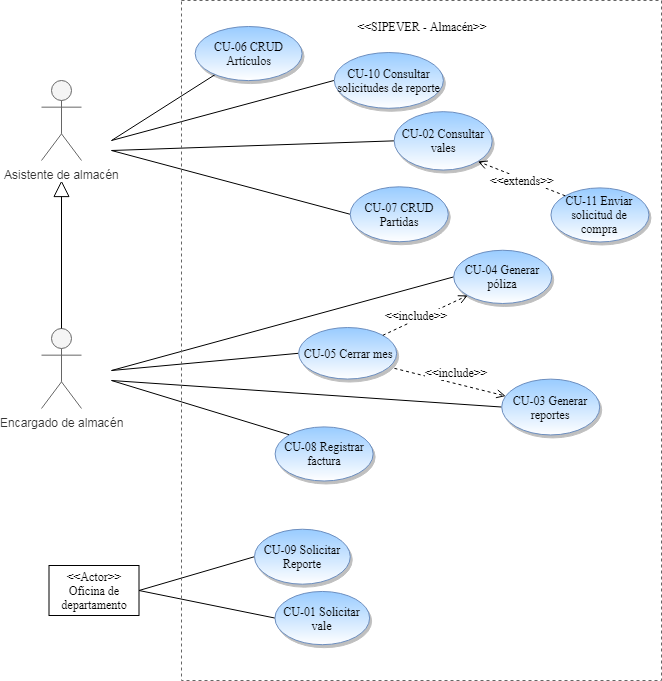 <<SIPEVER - Almacén>>
CU-06 CRUD
Artículos
CU-10 Consultar
solicitudes de reporte
CU-02 Consultar
vales
Asistente de almacén
<<extends>>
CU-11 Enviar
solicitud de
compra
CU-07 CRUD
Partidas
CU-04 Generar
póliza
<<include>>
CU-05 Cerrar mes
<<include>>
CU-03 Generar
reportes
Encargado de almacén
CU-08 Registrar
factura
CU-09 Solicitar
Reporte
<<Actor>>
Oficina de
departamento
CU-01 Solicitar
vale